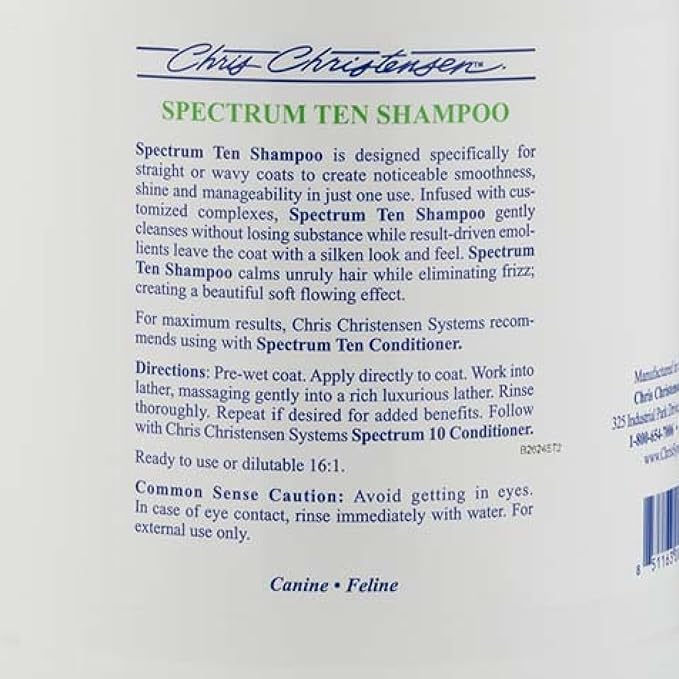 Chris Christensen™
SPECTRUM TEN SHAMPOO
Spectrum Ten Shampoo is designed specifically for
straight or wavy coats to create noticeable smoothness,
shine and manageability in just one use. Infused with cus-
tomized complexes, Spectrum Ten Shampoo gently
cleanses without losing substance while result-driven emol-
lients leave the coat with a silken look and feel. Spectrum
Ten Shampoo calms unruly hair while eliminating frizz;
creating a beautiful soft flowing effect.
For maximum results, Chris Christensen Systems recom-
mends using with Spectrum Ten Conditioner.
Directions: Pre-wet coat. Apply directly to coat. Work into
lather, massaging gently into a rich luxurious lather. Rinse
thoroughly. Repeat if desired for added benefits. Follow
with Chris Christensen Systems Spectrum 10 Conditioner.
B2624ST2
Ready to use or dilutable 16:1.
Common Sense Caution: Avoid getting in eyes.
In case of eye contact, rinse immediately with water. For
external use only.
Canine • Feline
Manufactured
Chris
325 Industrial Park
1-800-654-7006 •
8 51163